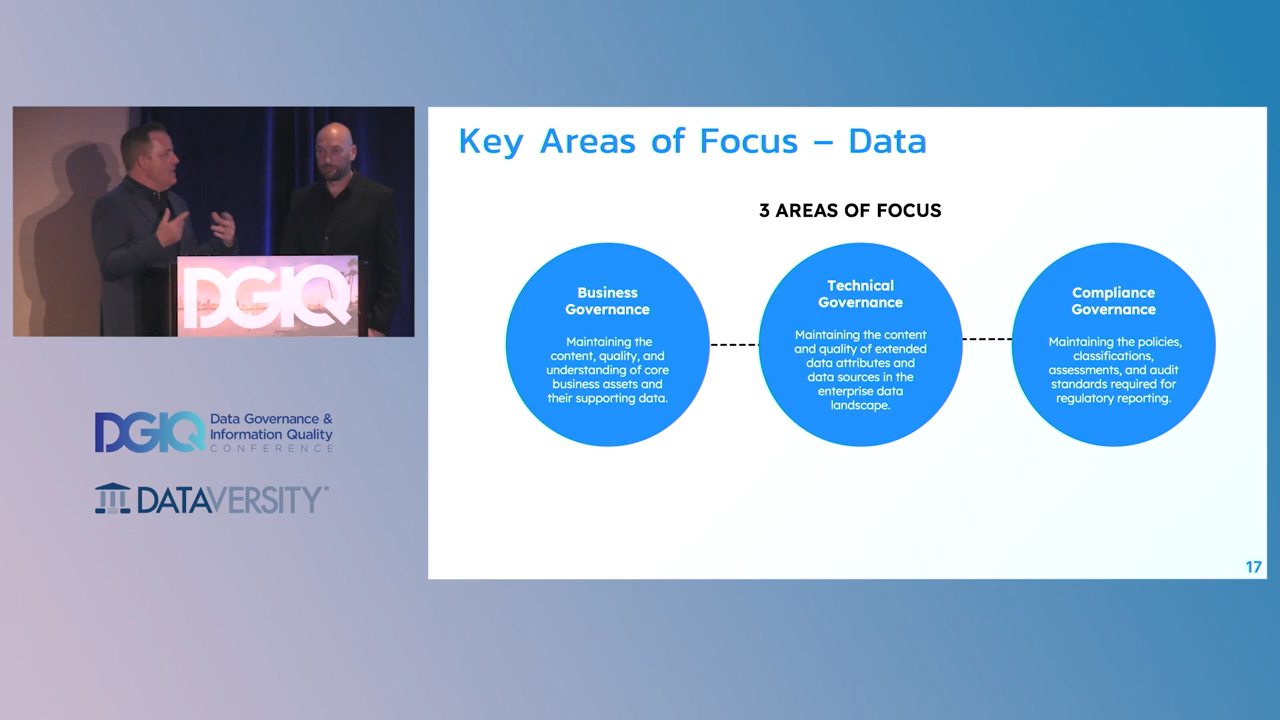 Key Areas of Focus – Data
3 AREAS OF FOCUS
Business
Governance
Maintaining the
content, quality, and
understanding of core
business assets and
their supporting data.
Technical
Governance
Maintaining the content
and quality of extended
data attributes and
data sources in the
enterprise data
landscape.
Compliance
Governance
Maintaining the policies,
classifications,
assessments, and audit
standards required for
regulatory reporting.
17
DGIQ
DGIQ Data Governance &
Information Quality
CONFERENCE
DATAVERSITY